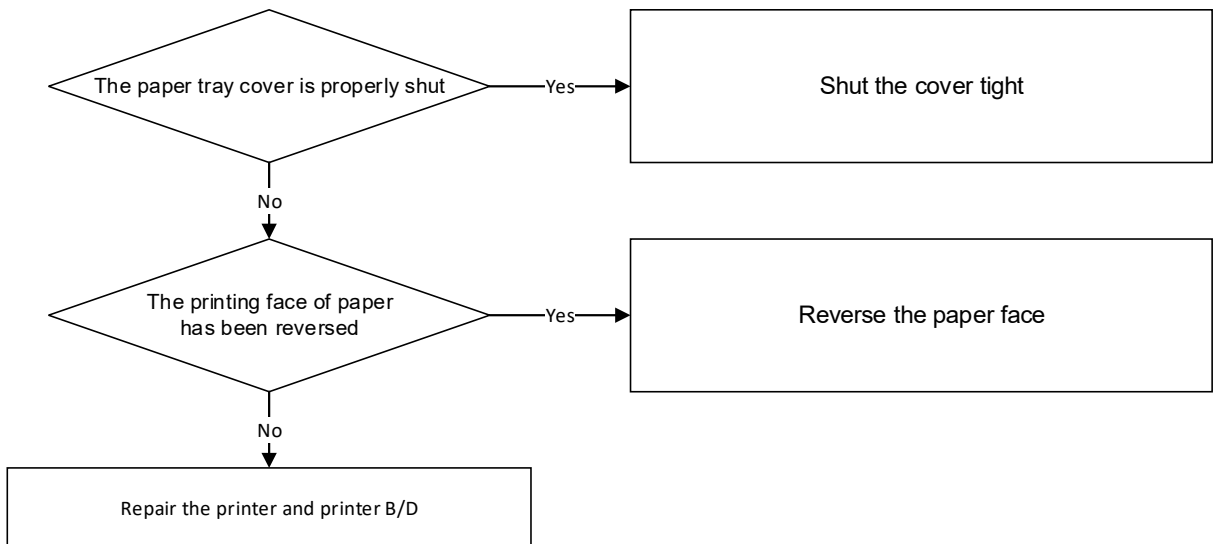 The paper tray cover is properly shut
Yes
Shut the cover tight
No
The printing face of paper
has been reversed
Yes
Reverse the paper face
No
Repair the printer and printer B/D